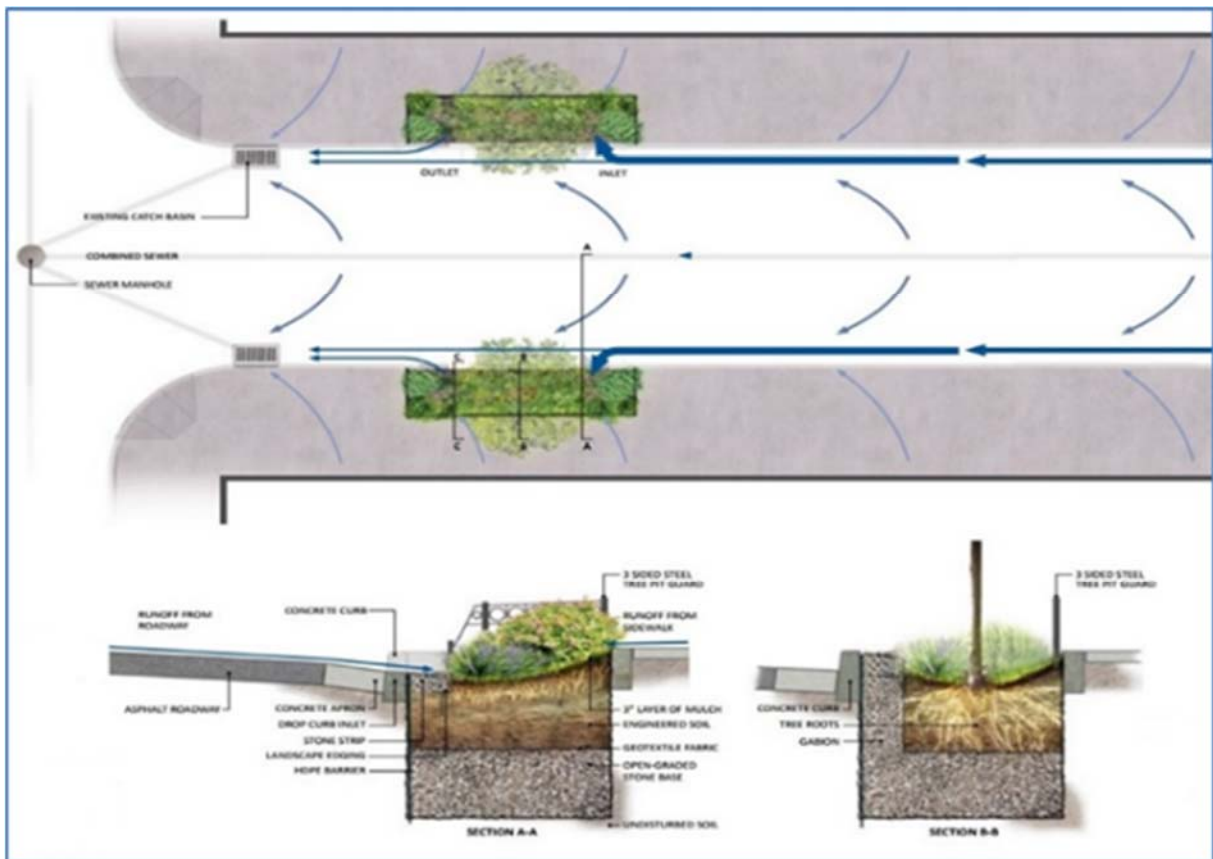 OUTLET
INLET
EXISTING CATCH BASIN
A
COMBINED SEWER
SEWER MANHOLE
C
C
A
A
3 SIDED STEEL
TREE PIT GUARD
3 SIDED STEEL
TREE PIT GUARD
CONCRETE CURB
RUNOFF FROM
ROADWAY
RUNOFF FROM
SIDEWALK
ASPHALT ROADWAY
CONCRETE APRON
DROP CURB INLET
STONE STRIP
LANDSCAPE EDGING
HDPE BARRIER
3" LAYER OF MULCH
ENGINEERED SOIL
GEOTEXTILE FABRIC
OPEN-GRADED
STONE BASE
UNDISTURBED SOIL
CONCRETE CURB
TREE ROOTS
GABION
SECTION A-A
SECTION B-B